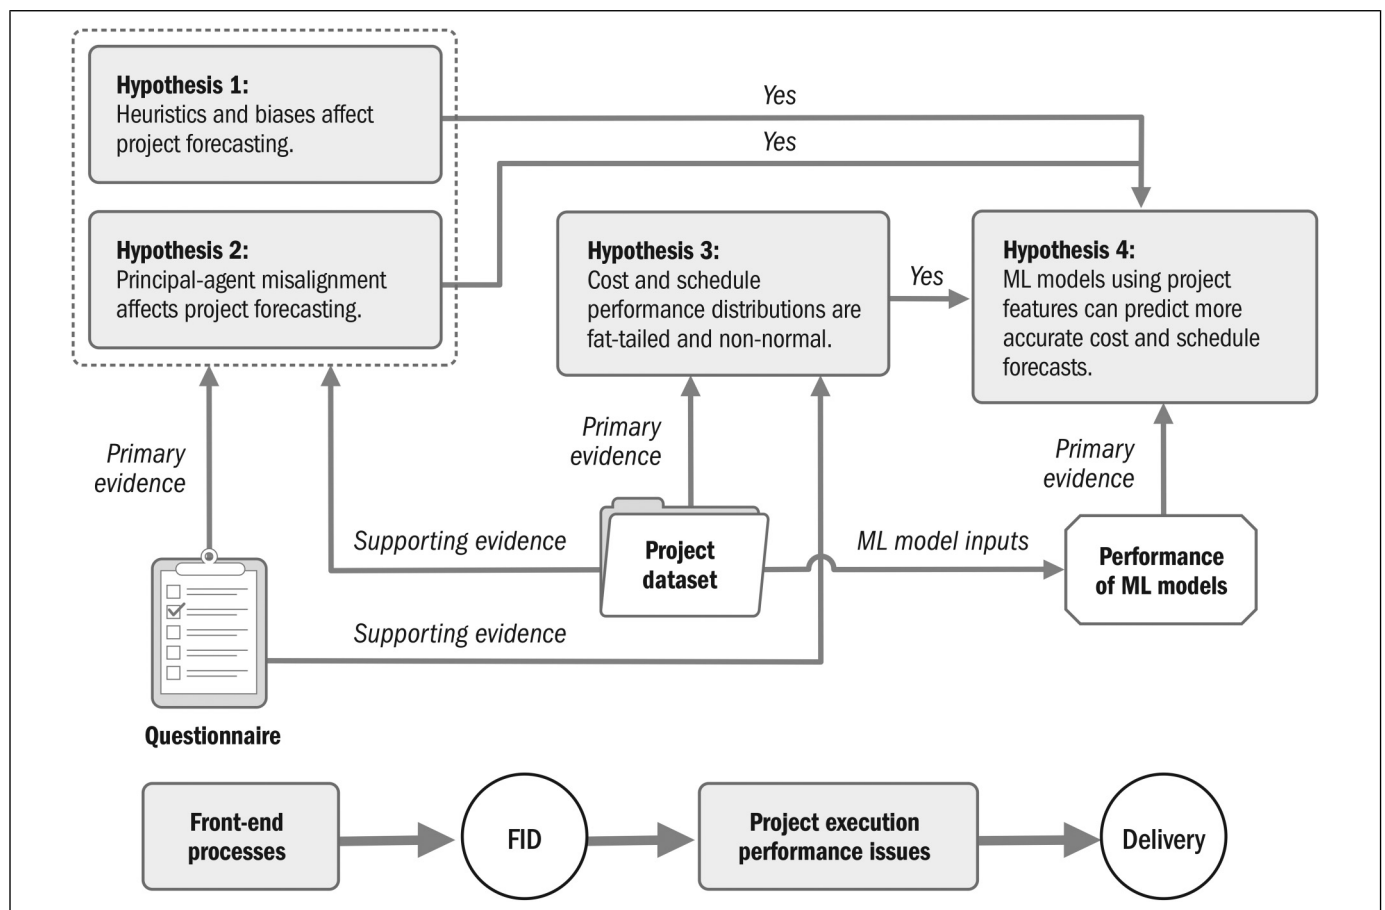 Hypothesis 1:
Heuristics and biases affect
project forecasting.
Yes
Yes
Hypothesis 2:
Principal-agent misalignment
affects project forecasting.
Hypothesis 3:
Cost and schedule
performance distributions are
fat-tailed and non-normal.
Yes
Hypothesis 4:
ML models using project
features can predict more
accurate cost and schedule
forecasts.
Primary
evidence
Primary
evidence
Primary
evidence
Supporting evidence
Project
dataset
ML model inputs
Performance
of ML models
Supporting evidence
Questionnaire
Front-end
processes
FID
Project execution
performance issues
Delivery